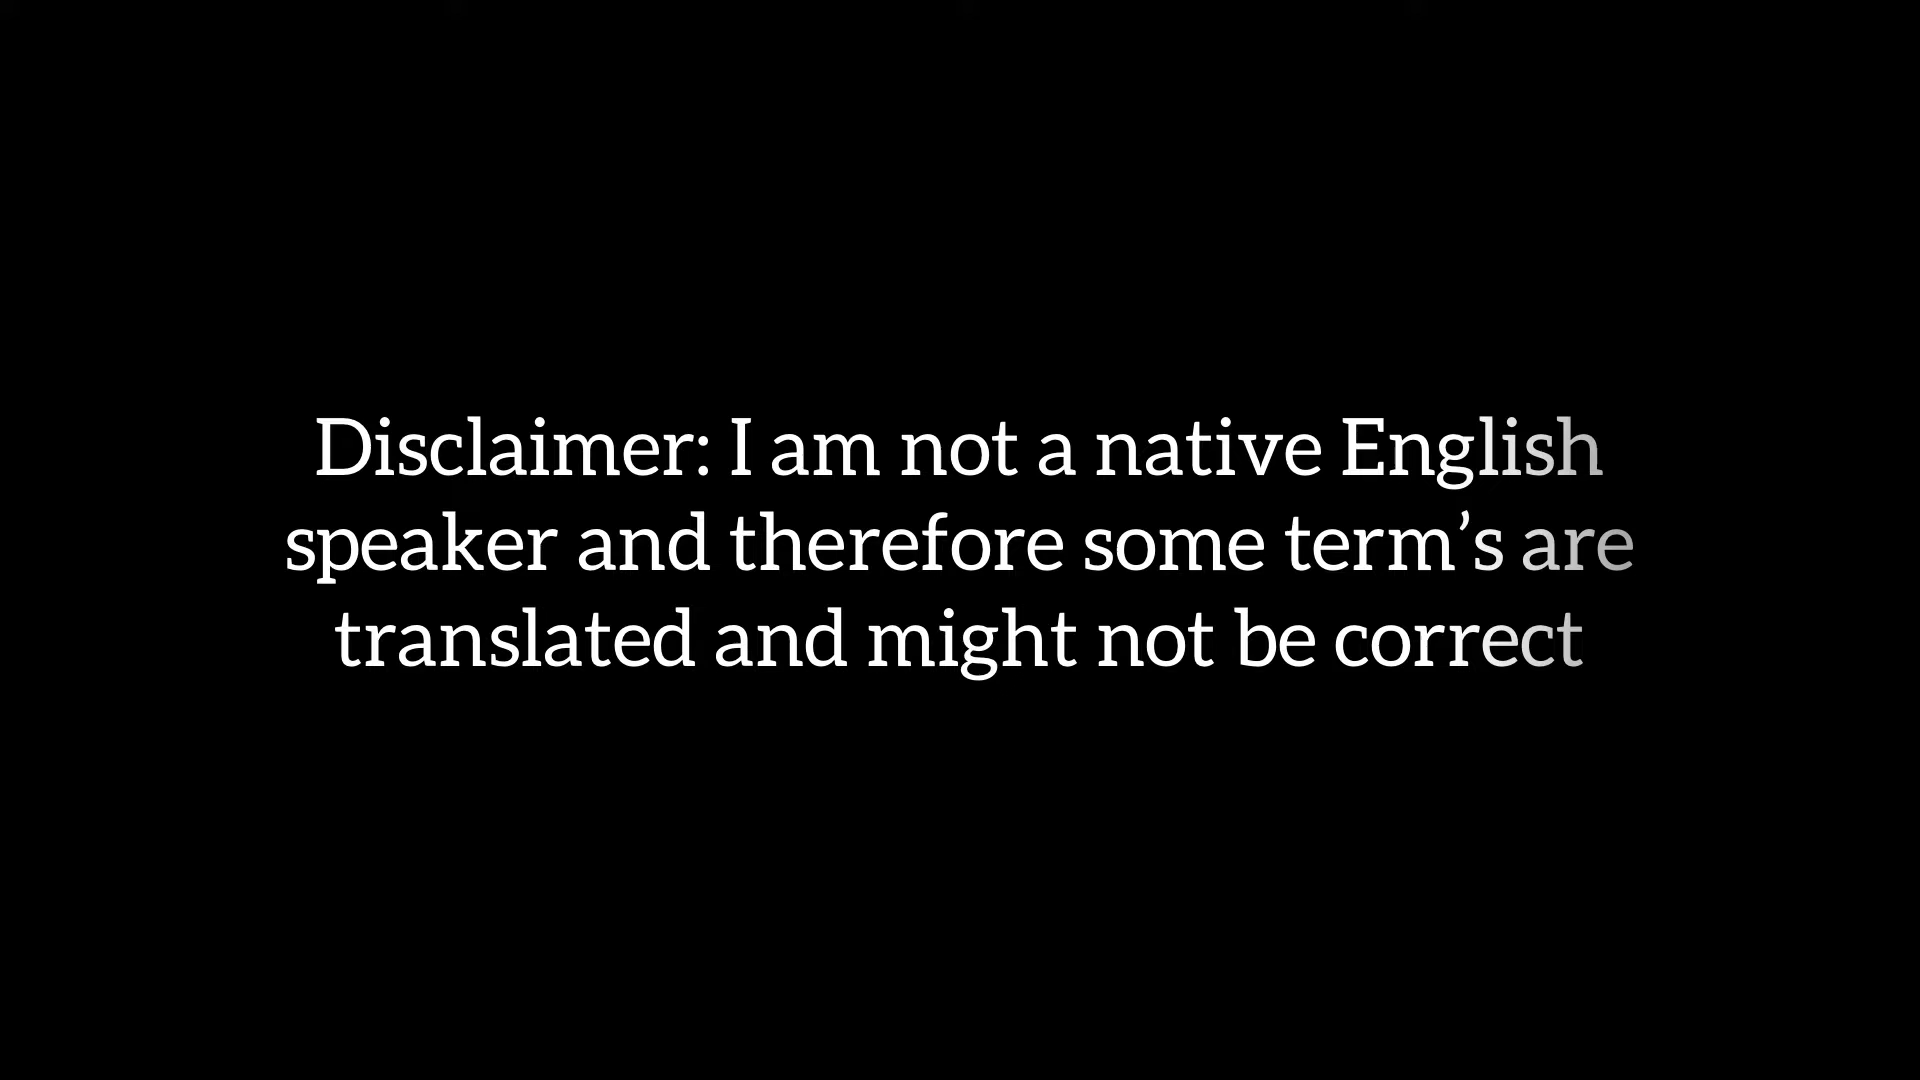 Disclaimer: I am not a native English
speaker and therefore some term’s are
translated and might not be correct